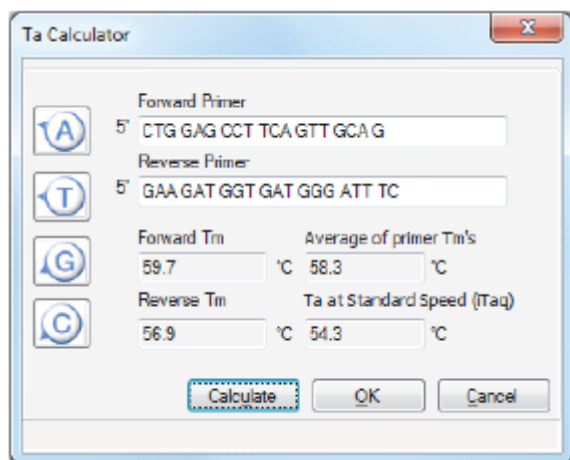 Ta Calculator
x
Forward Primer
A
5' CTG GAG CCT TCA GTT GCA G
Reverse Primer
T
5' GAA GAT GGT GAT GGG ATT TC
Forward Tm Average of primer Tm's
G
59.7 °C 58.3 °C
Reverse Tm Ta at Standard Speed (iTaq)
C
56.9 °C 54.3 °C
Calculate OK Cancel